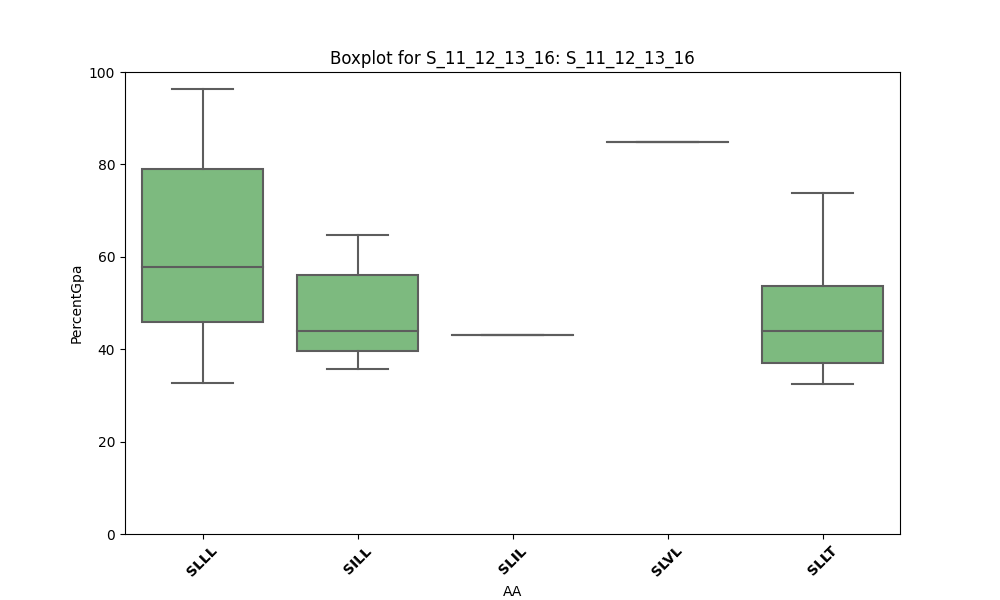 Boxplot for S_11_12_13_16: S_11_12_13_16
100
80
60
40
20
0
PercentGpa
SLLL
SILL
SLIL
SLVL
SLLT
AA